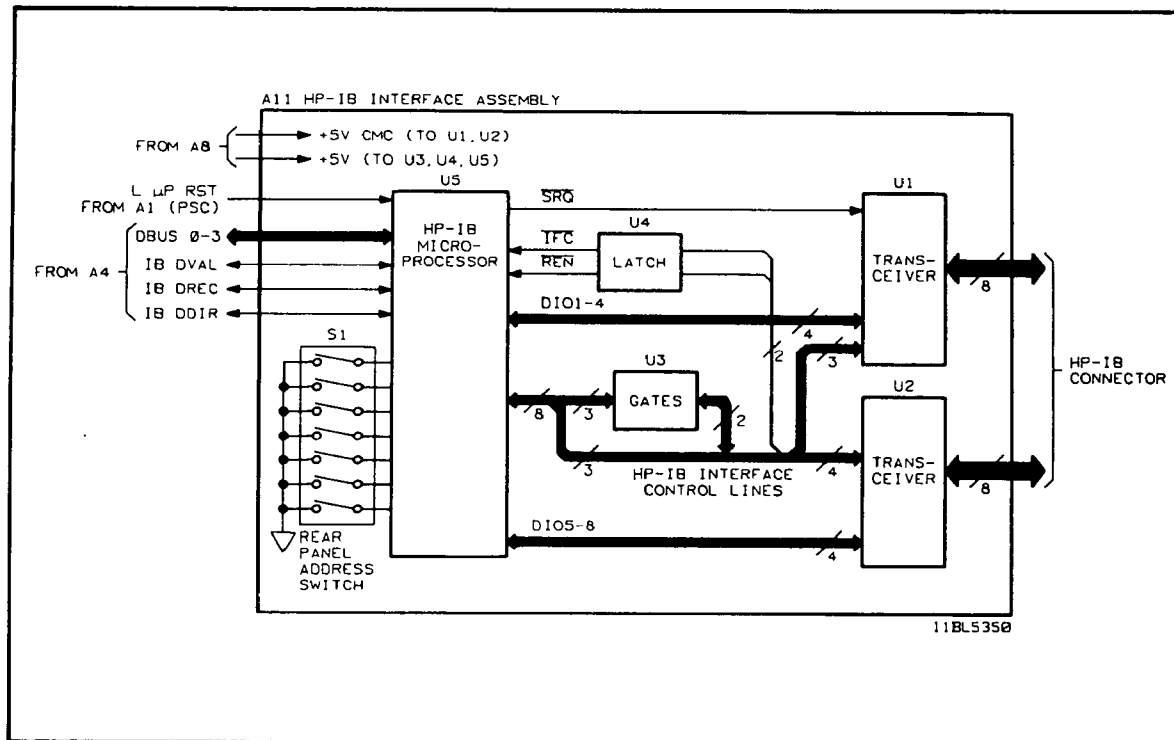 A11 HP-IB INTERFACE ASSEMBLY
FROM A8
+5V CMC (TO U1,U2)
+5V (TO U3,U4,U5)
L µP RST
FROM A1 (PSC)
DBUS 0-3
FROM A4
IB DVAL
IB DREC
IB DDIR
S1
REAR
PANEL
ADDRESS
SWITCH
U5
HP-IB
MICRO-
PROCESSOR
SRQ
IFC
REN
U4
LATCH
DIO1-4
4
2
3
U3
GATES
8
3
2
3
4
HP-IB INTERFACE
CONTROL LINES
DIO5-8
4
U1
TRANS-
CEIVER
8
U2
TRANS-
CEIVER
8
HP-IB
CONNECTOR
11BL5350